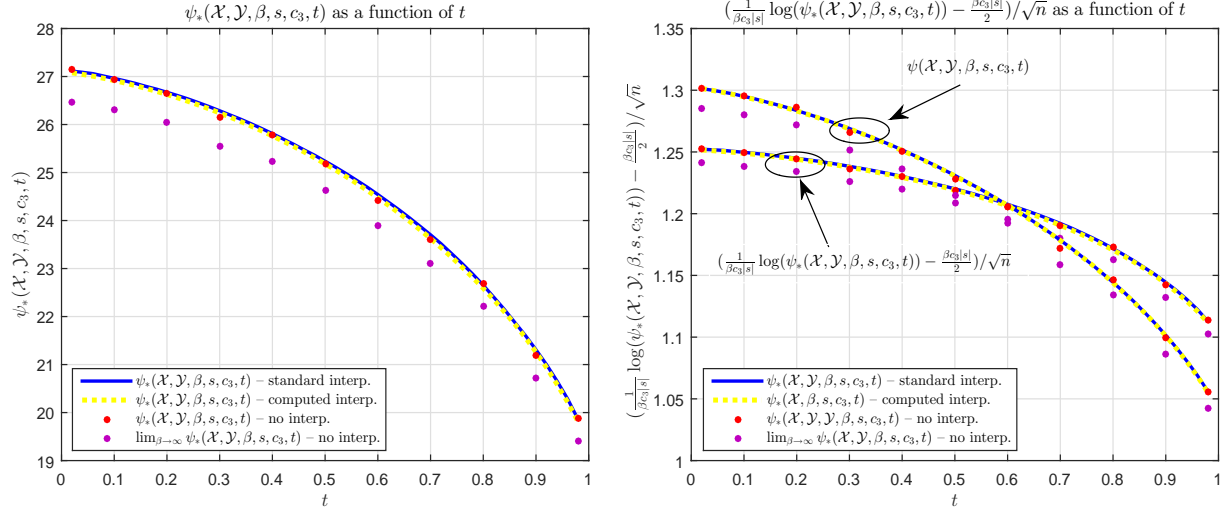 ψ∗(𝒳, 𝒴, β, s, c₃, t) as a function of t
ψ∗(𝒳, 𝒴, β, s, c₃, t)
28
27
26
25
24
23
22
21
20
19
0 0.1 0.2 0.3 0.4 0.5 0.6 0.7 0.8 0.9 1
t
ψ∗(𝒳, 𝒴, β, s, c₃, t) – standard interp.
ψ∗(𝒳, 𝒴, β, s, c₃, t) – computed interp.
ψ∗(𝒳, 𝒴, β, s, c₃, t) – no interp.
lim_{β→∞} ψ∗(𝒳, 𝒴, β, s, c₃, t) – no interp.
(1/(βc₃|s|) log(ψ∗(𝒳, 𝒴, β, s, c₃, t)) − βc₃|s|/2)/√n as a function of t
(1/(βc₃|s|) log(ψ∗(𝒳, 𝒴, β, s, c₃, t)) − βc₃|s|/2)/√n
1.35
1.3
1.25
1.2
1.15
1.1
1.05
1
ψ(𝒳, 𝒴, β, s, c₃, t)
(1/(βc₃|s|) log(ψ∗(𝒳, 𝒴, β, s, c₃, t)) − βc₃|s|/2)/√n
0 0.1 0.2 0.3 0.4 0.5 0.6 0.7 0.8 0.9 1
t
ψ∗(𝒳, 𝒴, β, s, c₃, t) – standard interp.
ψ∗(𝒳, β, s, c₃, t) – computed interp.
ψ∗(𝒳, 𝒴, 𝒴, β, s, c₃, t) – no interp.
lim_{β→∞} ψ∗(𝒳, 𝒴, β, s, c₃, t) – no interp.